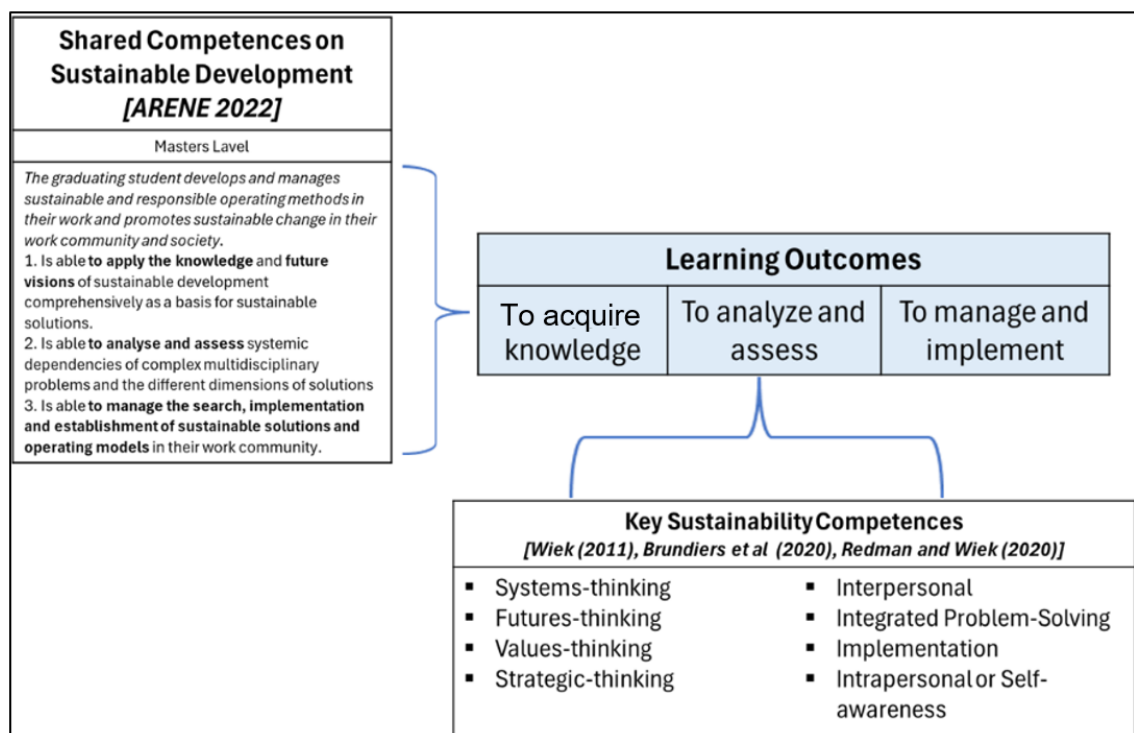 Shared Competences on
Sustainable Development
[ARENE 2022]
Masters Lavel
The graduating student develops and manages
sustainable and responsible operating methods in
their work and promotes sustainable change in their
work community and society.
1. Is able to apply the knowledge and future
visions of sustainable development
comprehensively as a basis for sustainable
solutions.
2. Is able to analyse and assess systemic
dependencies of complex multidisciplinary
problems and the different dimensions of solutions
3. Is able to manage the search, implementation
and establishment of sustainable solutions and
operating models in their work community.
Learning Outcomes
To acquire
knowledge
To analyze and
assess
To manage and
implement
Key Sustainability Competences
[Wiek (2011), Brundiers et al (2020), Redman and Wiek (2020)]
▪ Systems-thinking
▪ Futures-thinking
▪ Values-thinking
▪ Strategic-thinking
▪ Interpersonal
▪ Integrated Problem-Solving
▪ Implementation
▪ Intrapersonal or Self-
awareness